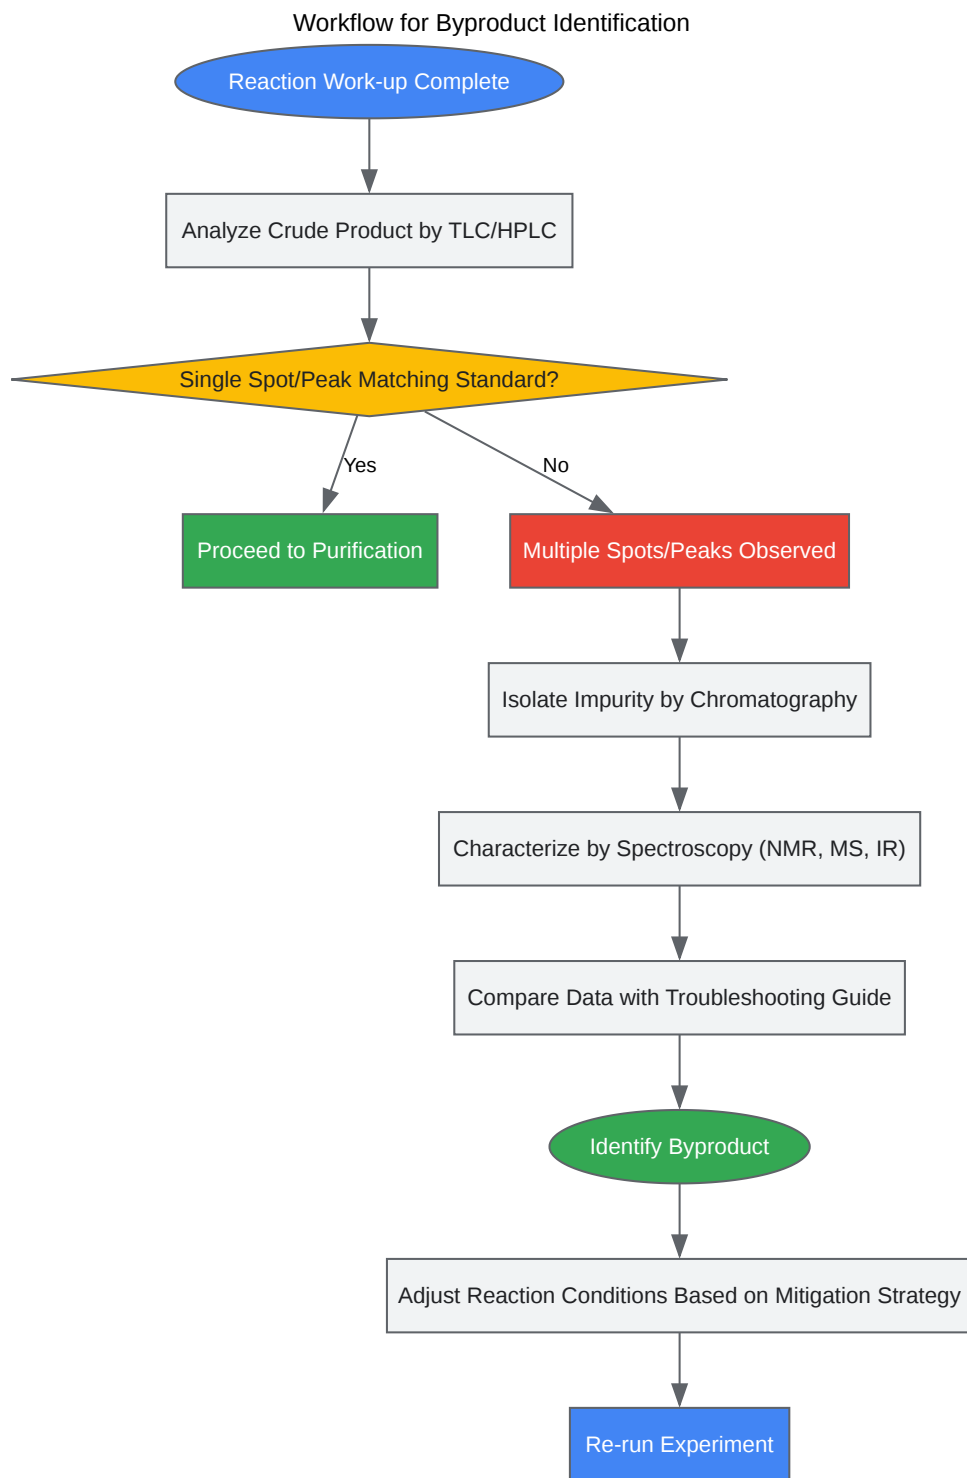 Workflow for Byproduct Identification
Reaction Work-up Complete
Analyze Crude Product by TLC/HPLC
Single Spot/Peak Matching Standard?
Yes
No
Proceed to Purification
Multiple Spots/Peaks Observed
Isolate Impurity by Chromatography
Characterize by Spectroscopy (NMR, MS, IR)
Compare Data with Troubleshooting Guide
Identify Byproduct
Adjust Reaction Conditions Based on Mitigation Strategy
Re-run Experiment